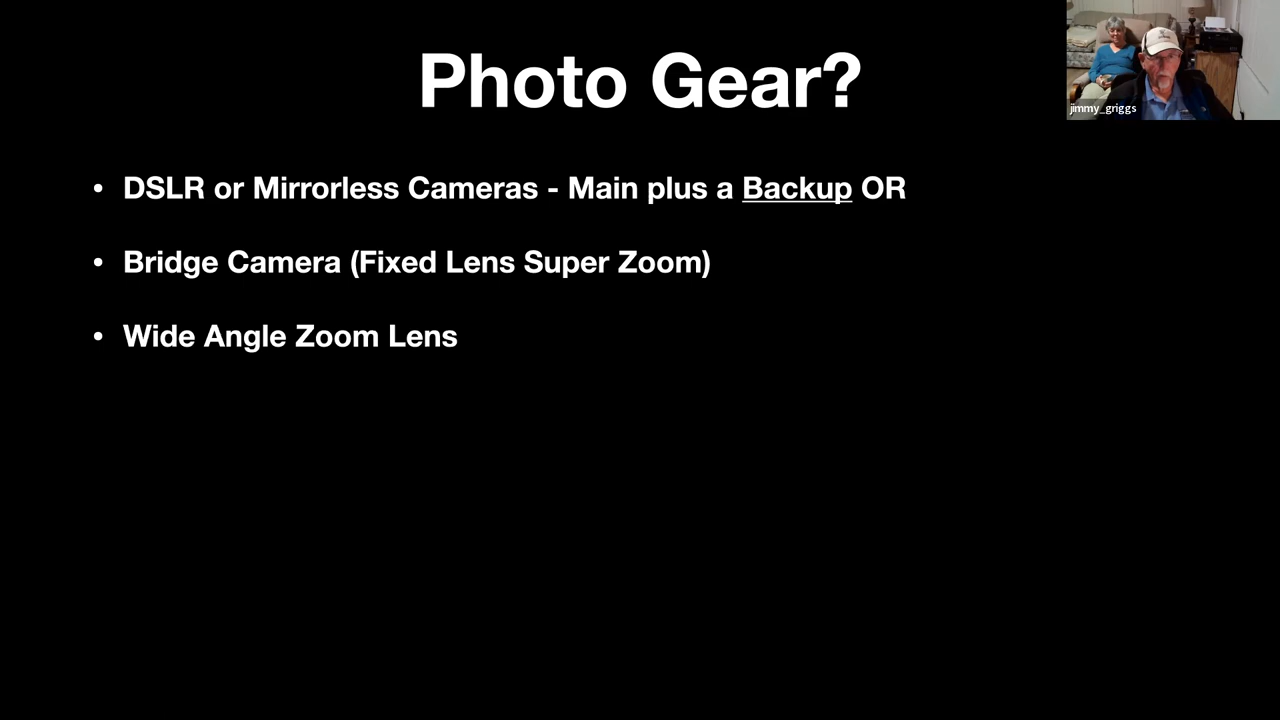 Photo Gear?
jimmy_griggs
• DSLR or Mirrorless Cameras - Main plus a Backup OR
• Bridge Camera (Fixed Lens Super Zoom)
• Wide Angle Zoom Lens